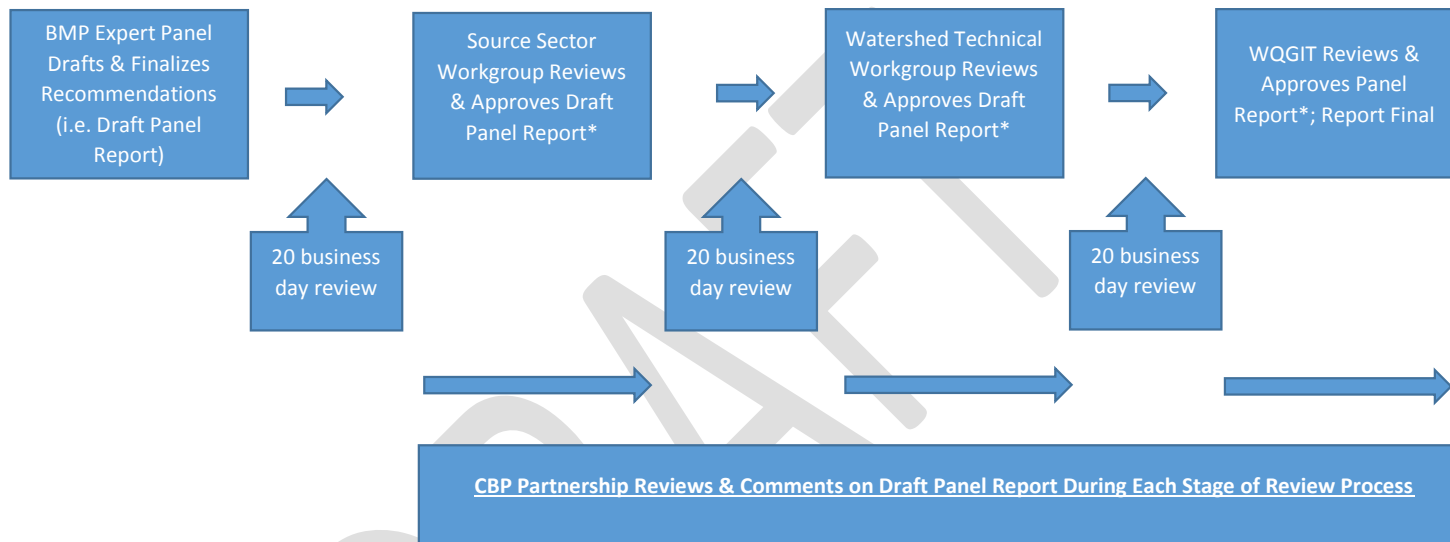 BMP Expert Panel
Drafts & Finalizes
Recommendations
(i.e. Draft Panel
Report)
Source Sector
Workgroup Reviews
& Approves Draft
Panel Report*
Watershed Technical
Workgroup Reviews
& Approves Draft
Panel Report*
WQGIT Reviews &
Approves Panel
Report*; Report Final
20 business
day review
20 business
day review
20 business
day review
CBP Partnership Reviews & Comments on Draft Panel Report During Each Stage of Review Process
DRAFT